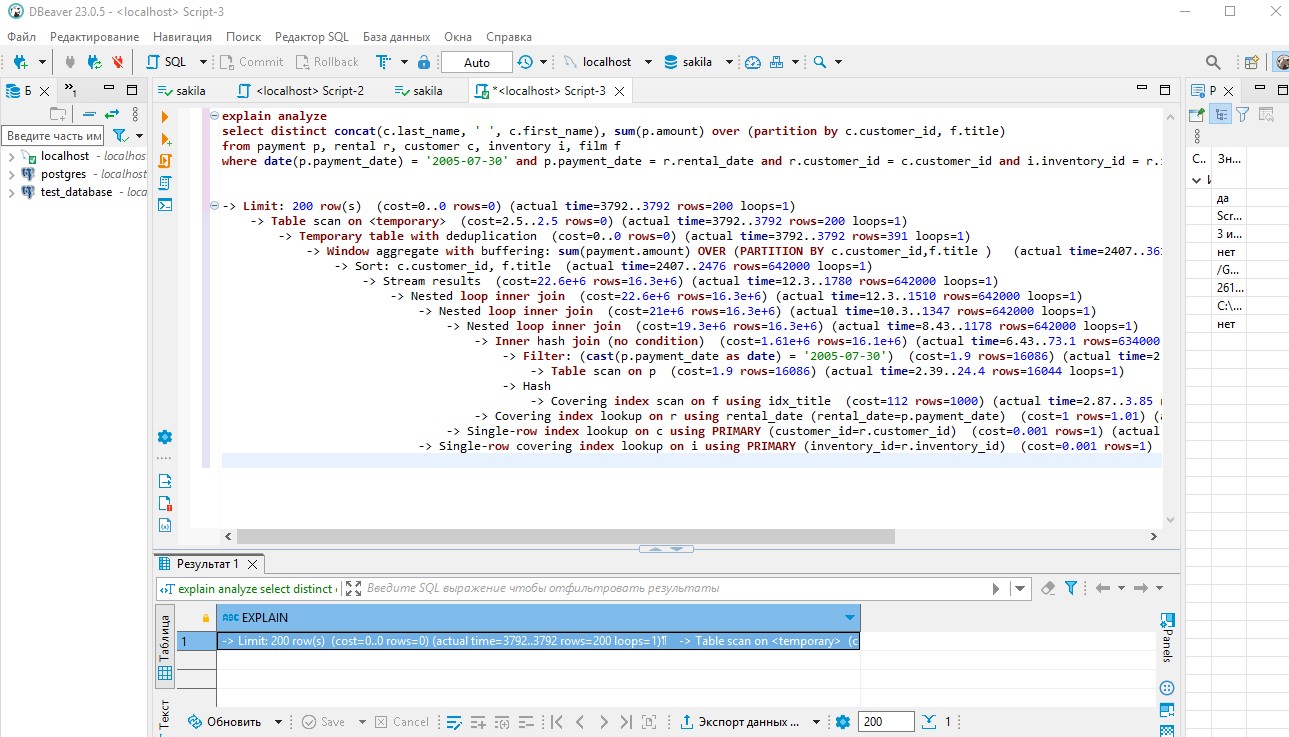 DBeaver 23.0.5 - <localhost> Script-3
Файл Редактирование Навигация Поиск Редактор SQL База данных Окна Справка
SQL Commit Rollback Auto localhost sakila
Б sakila <localhost> Script-2 sakila *<localhost> Script-3 Р
Введите часть им
localhost - localhos
postgres - localhost
test_database - loca
explain analyze
select distinct concat(c.last_name, ' ', c.first_name), sum(p.amount) over (partition by c.customer_id, f.title)
from payment p, rental r, customer c, inventory i, film f
where date(p.payment_date) = '2005-07-30' and p.payment_date = r.rental_date and r.customer_id = c.customer_id and i.inventory_id = r.
-> Limit: 200 row(s) (cost=0..0 rows=0) (actual time=3792..3792 rows=200 loops=1)
-> Table scan on <temporary> (cost=2.5..2.5 rows=0) (actual time=3792..3792 rows=200 loops=1)
-> Temporary table with deduplication (cost=0..0 rows=0) (actual time=3792..3792 rows=391 loops=1)
-> Window aggregate with buffering: sum(payment.amount) OVER (PARTITION BY c.customer_id,f.title ) (actual time=2407..36
-> Sort: c.customer_id, f.title (actual time=2407..2476 rows=642000 loops=1)
-> Stream results (cost=22.6e+6 rows=16.3e+6) (actual time=12.3..1780 rows=642000 loops=1)
-> Nested loop inner join (cost=22.6e+6 rows=16.3e+6) (actual time=12.3..1510 rows=642000 loops=1)
-> Nested loop inner join (cost=21e+6 rows=16.3e+6) (actual time=10.3..1347 rows=642000 loops=1)
-> Nested loop inner join (cost=19.3e+6 rows=16.3e+6) (actual time=8.43..1178 rows=642000 loops=1)
-> Inner hash join (no condition) (cost=1.61e+6 rows=16.1e+6) (actual time=6.43..73.1 rows=634000
-> Filter: (cast(p.payment_date as date) = '2005-07-30') (cost=1.9 rows=16086) (actual time=2
-> Table scan on p (cost=1.9 rows=16086) (actual time=2.39..24.4 rows=16044 loops=1)
-> Hash
-> Covering index scan on f using idx_title (cost=112 rows=1000) (actual time=2.87..3.85
-> Covering index lookup on r using rental_date (rental_date=p.payment_date) (cost=1 rows=1.01)
-> Single-row index lookup on c using PRIMARY (customer_id=r.customer_id) (cost=0.001 rows=1) (actual
-> Single-row covering index lookup on i using PRIMARY (inventory_id=r.inventory_id) (cost=0.001 rows=1)
С.. Зн...
да
Scr...
3 и...
нет
/G...
261...
C:\...
нет
Результат 1
explain analyze select distinct Введите SQL выражение чтобы отфильтровать результаты
Таблица
Текст
ABC EXPLAIN
1 -> Limit: 200 row(s) (cost=0..0 rows=0) (actual time=3792..3792 rows=200 loops=1)¶ -> Table scan on <temporary> (c
Panels
Обновить Save Cancel Экспорт данных ... 200 1